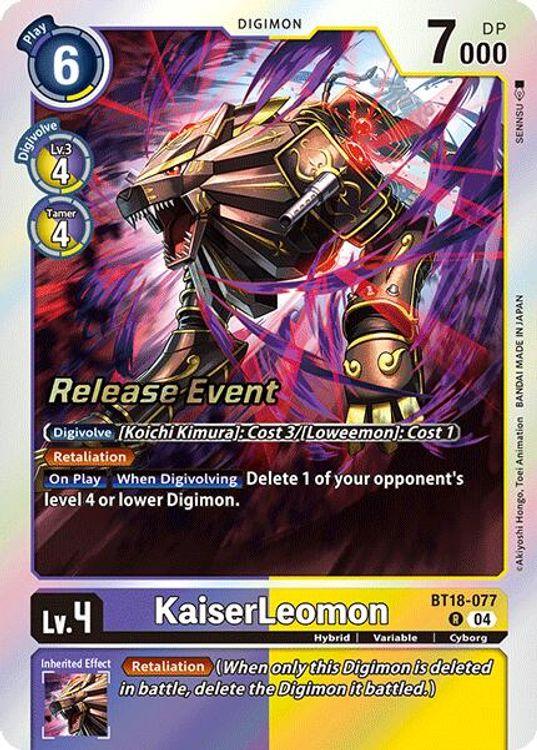 Play
6
DIGIMON
7000
DP
Digivolve
Lv.3
4
Tamer
4
SENNSU
Release Event
Digivolve [Koichi Kimura]: Cost 3/[Loweemon]: Cost 1
Retaliation
On Play When Digivolving Delete 1 of your opponent's
level 4 or lower Digimon.
©Akiyoshi Hongo, Toei Animation BANDAI MADE IN JAPAN
Lv.4
KaiserLeomon
BT18-077
R 04
Hybrid | Variable | Cyborg
Inherited Effect
Retaliation (When only this Digimon is deleted
in battle, delete the Digimon it battled.)